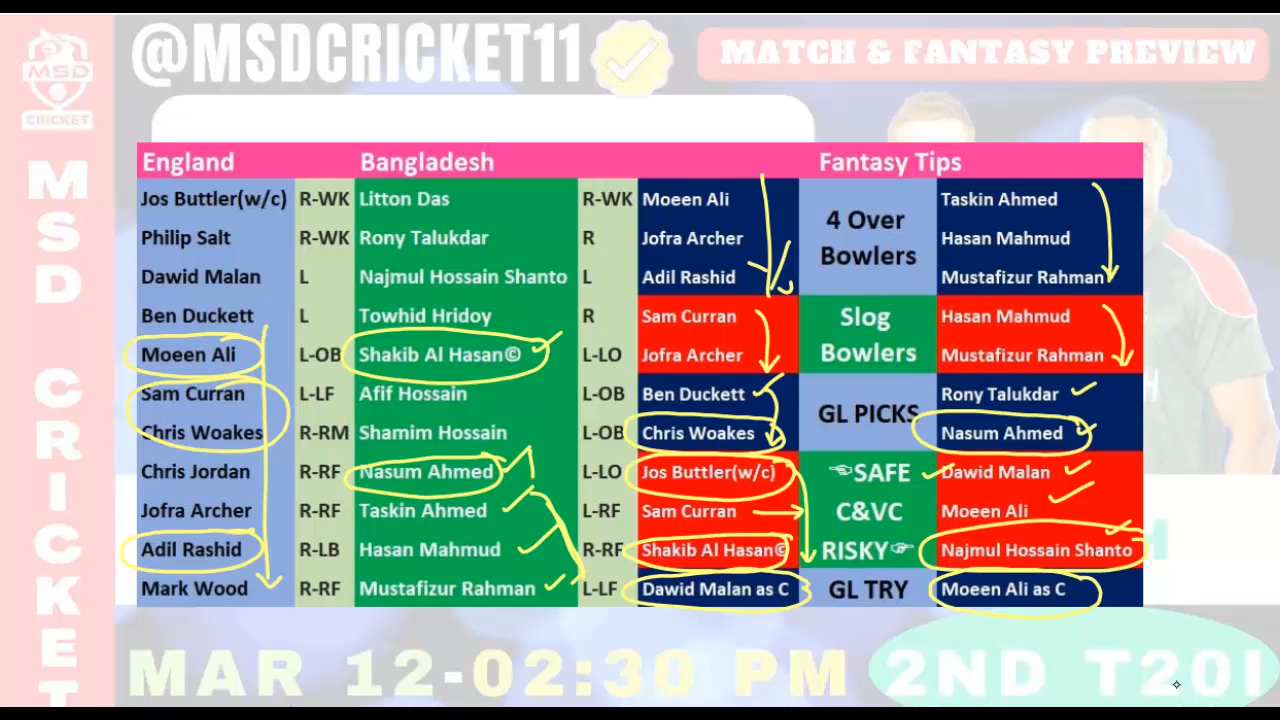 @MSDCRICKET11
MATCH & FANTASY PREVIEW
MSD
CRICKET
MSD CRICKET
England Bangladesh Fantasy Tips
Jos Buttler(w/c) R-WK Litton Das R-WK Moeen Ali 4 Over Bowlers Taskin Ahmed
Philip Salt R-WK Rony Talukdar R Jofra Archer Hasan Mahmud
Dawid Malan L Najmul Hossain Shanto L Adil Rashid Mustafizur Rahman
Ben Duckett L Towhid Hridoy R Sam Curran Slog Bowlers Hasan Mahmud
Moeen Ali L-OB Shakib Al Hasan© L-LO Jofra Archer Mustafizur Rahman
Sam Curran L-LF Afif Hossain L-OB Ben Duckett GL PICKS Rony Talukdar
Chris Woakes R-RM Shamim Hossain L-OB Chris Woakes Nasum Ahmed
Chris Jordan R-RF Nasum Ahmed L-LO Jos Buttler(w/c) ☜SAFE Dawid Malan
Jofra Archer R-RF Taskin Ahmed L-RF Sam Curran C&VC Moeen Ali
Adil Rashid R-LB Hasan Mahmud R-RF Shakib Al Hasan© RISKY☞ Najmul Hossain Shanto
Mark Wood R-RF Mustafizur Rahman L-LF Dawid Malan as C GL TRY Moeen Ali as C
MAR 12-02:30 PM 2ND T20I